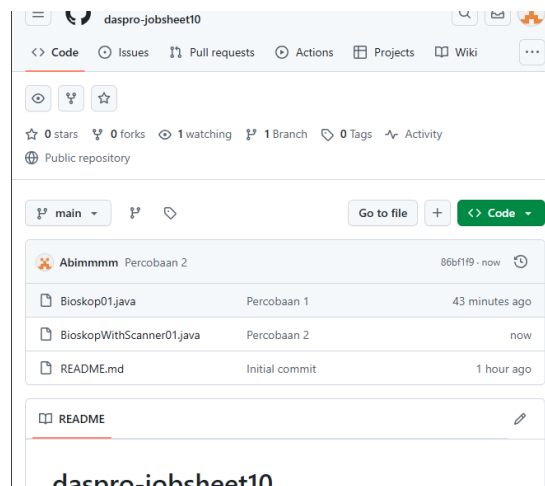 daspro-jobsheet10
<> Code Issues Pull requests Actions Projects Wiki ...
0 stars 0 forks 1 watching 1 Branch 0 Tags Activity
Public repository
main Go to file + <> Code
Abimmmm Percobaan 2 86bf1f9 · now
Bioskop01.java Percobaan 1 43 minutes ago
BioskopWithScanner01.java Percobaan 2 now
README.md Initial commit 1 hour ago
README
daspro-jobsheet10